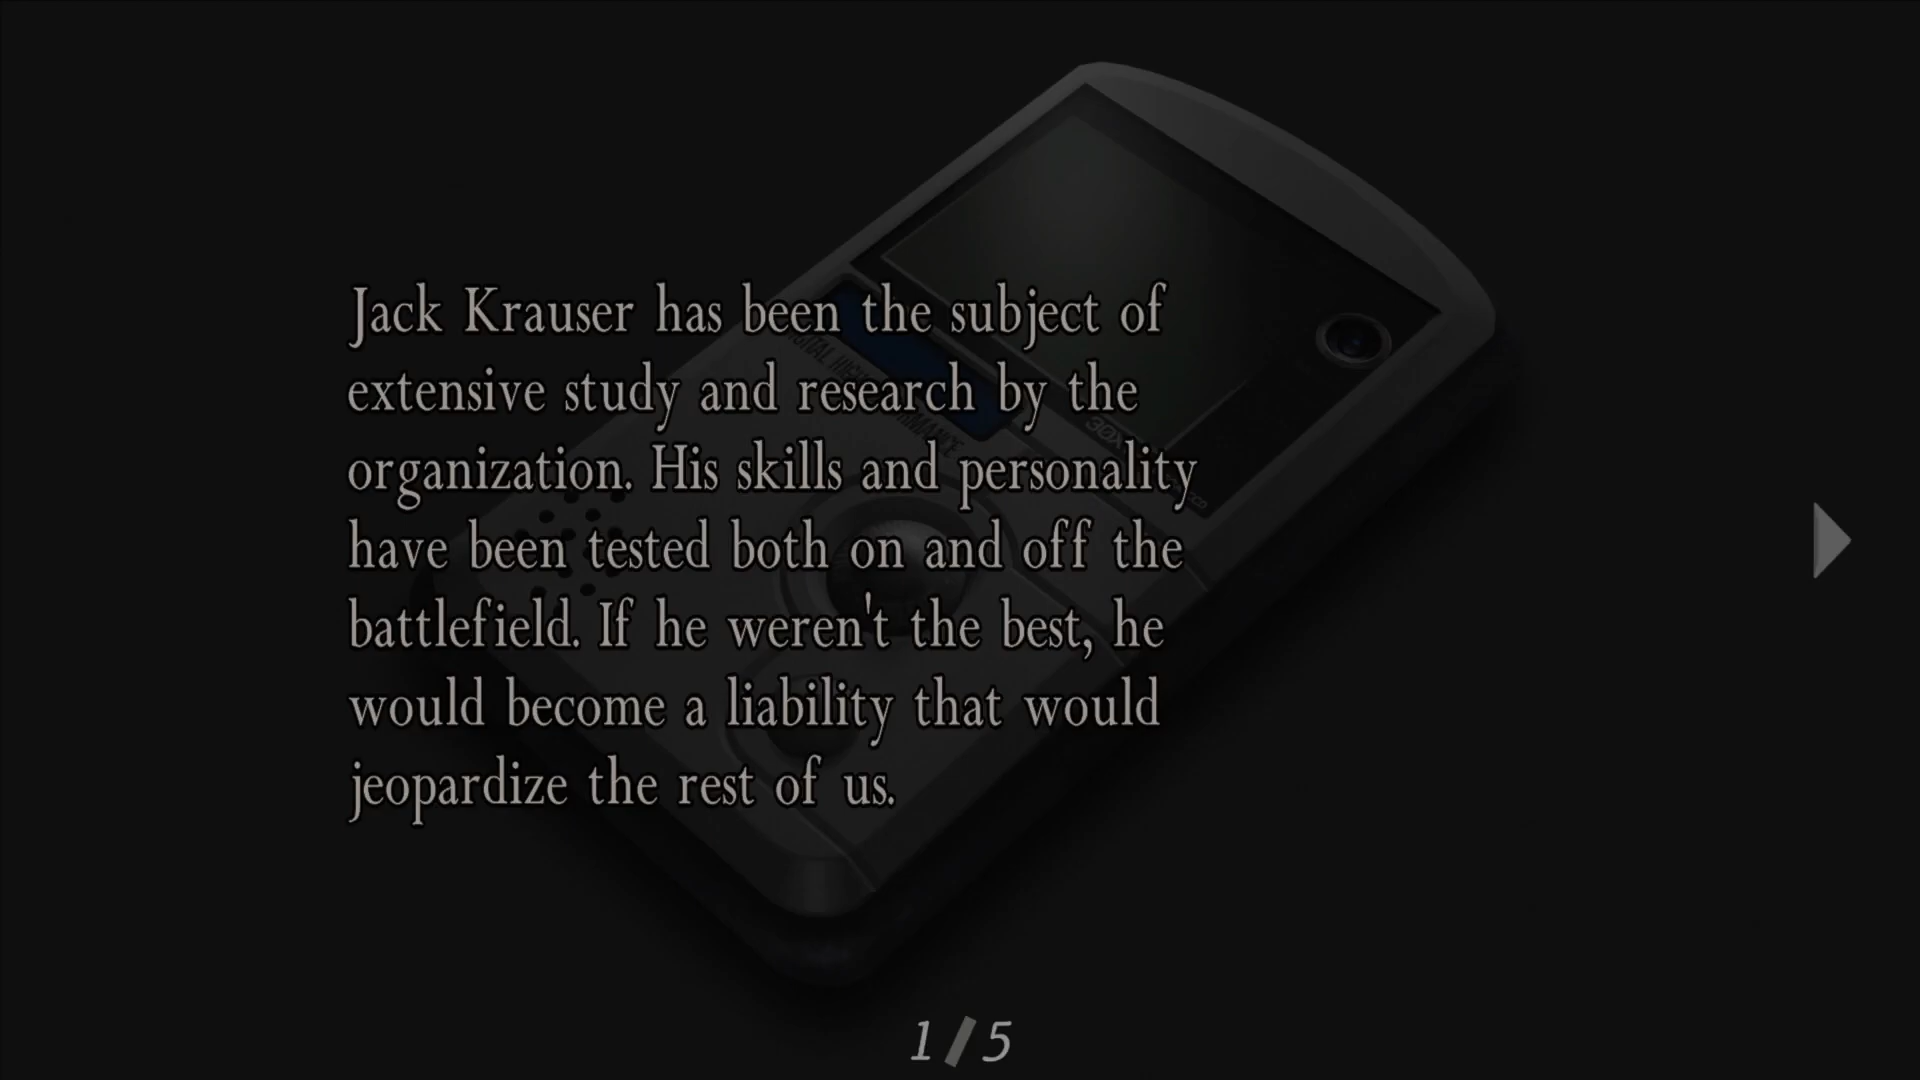 Jack Krauser has been the subject of
extensive study and research by the
organization. His skills and personality
have been tested both on and off the
battlefield. If he weren't the best, he
would become a liability that would
jeopardize the rest of us.
30X
1/5